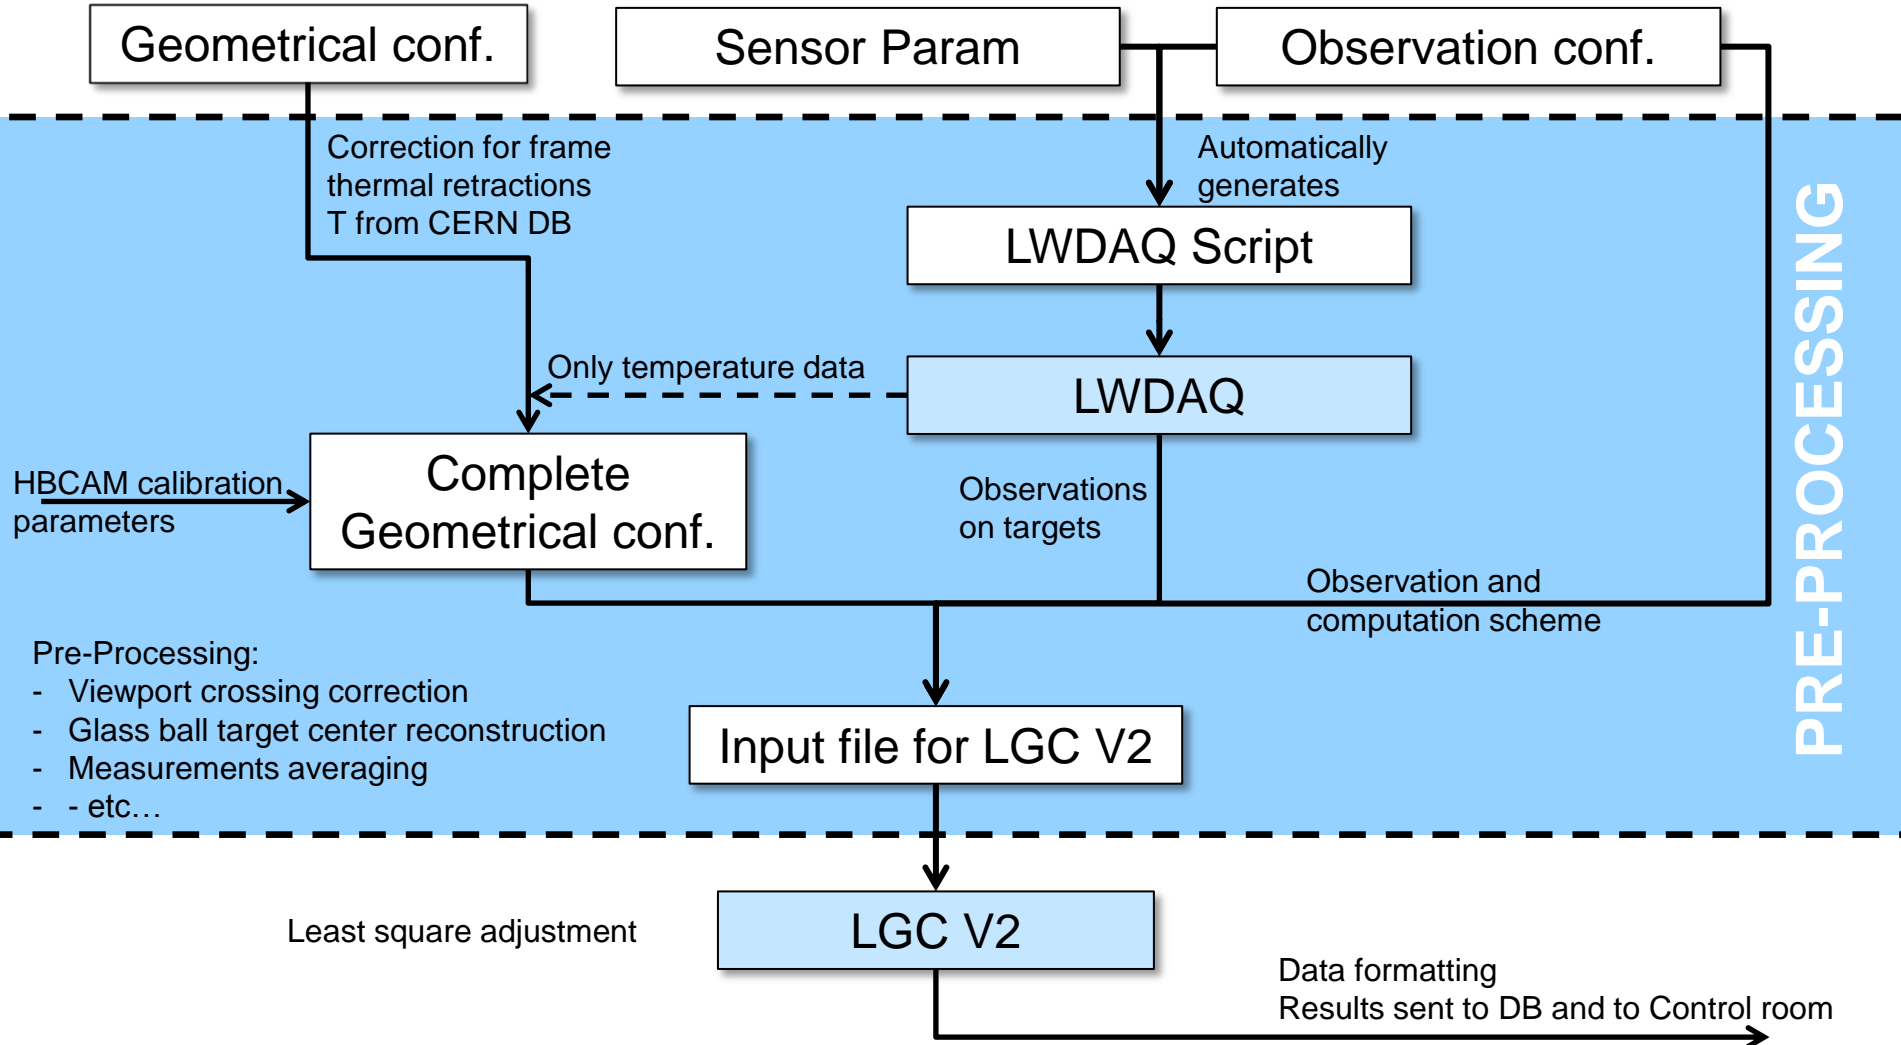 Geometrical conf.
Sensor Param
Observation conf.
Correction for frame
thermal retractions
T from CERN DB
Automatically
generates
LWDAQ Script
Only temperature data
LWDAQ
HBCAM calibration
parameters
Complete
Geometrical conf.
Observations
on targets
Observation and
computation scheme
PRE-PROCESSING
Pre-Processing:
- Viewport crossing correction
- Glass ball target center reconstruction
- Measurements averaging
- - etc…
Input file for LGC V2
Least square adjustment
LGC V2
Data formatting
Results sent to DB and to Control room